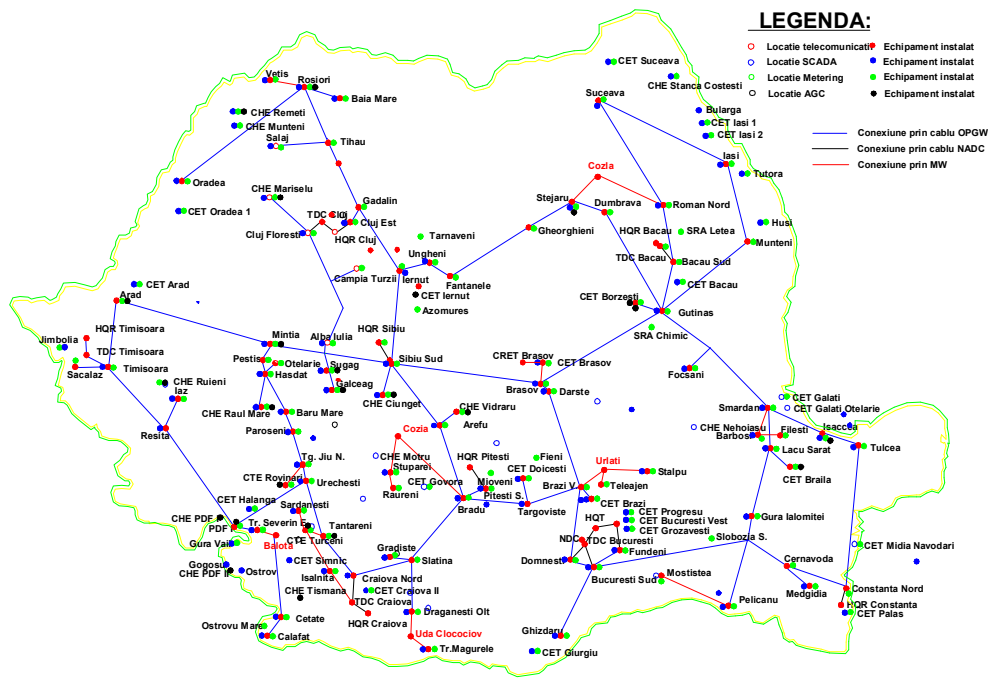 LEGENDA:
Locatie telecomunicatii
Echipament instalat
Locatie SCADA
Echipament instalat
Locatie Metering
Echipament instalat
Locatie AGC
Echipament instalat
Conexiune prin cablu OPGW
Conexiune prin cablu NADC
Conexiune prin MW
CET Suceava
CHE Stanca Costesti
Vetis
Rosiori
Baia Mare
Suceava
CHE Remeti
CHE Munteni
Salaj
Tihau
Bularga
CET Iasi 1
CET Iasi 2
Iasi
Tutora
Oradea
Cozla
Stejaru
CHE Mariselu
Gadalin
Dumbrava
Roman Nord
CET Oradea 1
TDC Cluj
Cluj Est
Cluj Floresti
HQR Cluj
Gheorghieni
HQR Bacau
SRA Letea
Husi
Tarnaveni
Munteni
TDC Bacau
Bacau Sud
Ungheni
Iernut
Campia Turzii
Fantanele
CET Arad
CET Iernut
CET Bacau
Arad
CET Borzesti
Azomures
Gutinas
HQR Timisoara
Jimbolia
Mintia
Alba Iulia
HQR Sibiu
SRA Chimic
TDC Timisoara
Pestis
Otelarie
Sibiu Sud
CRET Brasov
CET Brasov
Sacalaz
Timisoara
Hasdat
Sugag
Focsani
CHE Ruieni
Iaz
Galceag
Brasov
Darste
CHE Ciunget
CET Galati
CHE Raul Mare
Baru Mare
CHE Vidraru
Smardan
CET Galati Otelarie
Resita
Paroseni
Arefu
Cozia
CHE Nehoiasu
Filesti
Isaccea
Barbosi
Lacu Sarat
Tulcea
CHE Motru
Stuparei
HQR Pitesti
Fieni
Urlati
Tg. Jiu N.
CET Doicesti
Stalpu
CTE Rovinari
Urechesti
Raureni
CET Govora
Mioveni
Brazi V.
Teleajen
CET Braila
CET Halanga
Sardanesti
Bradu
Pitesti S.
Targoviste
CET Brazi
CHE PDF I
PDF I
Tr. Severin E.
Tantareni
HQT
CET Progresu
CET Bucuresti Vest
CET Grozavesti
Gura Ialomitei
Gura Vaii
Balota
CTE Turceni
NDC
TDC Bucuresti
Slobozia S.
CET Midia Navodari
Gogosu
CHE PDF II
Ostrov
CET Simnic
Gradiste
Slatina
Domnesti
Fundeni
Cernavoda
Isalnita
Craiova Nord
Bucuresti Sud
Mostistea
CHE Tismana
CET Craiova II
Medgidia
Constanta Nord
TDC Craiova
Draganesti Olt
Pelicanu
HQR Constanta
CET Palas
Cetate
HQR Craiova
Ostrovu Mare
Calafat
Uda Clocociov
Ghizdaru
Tr.Magurele
CET Giurgiu